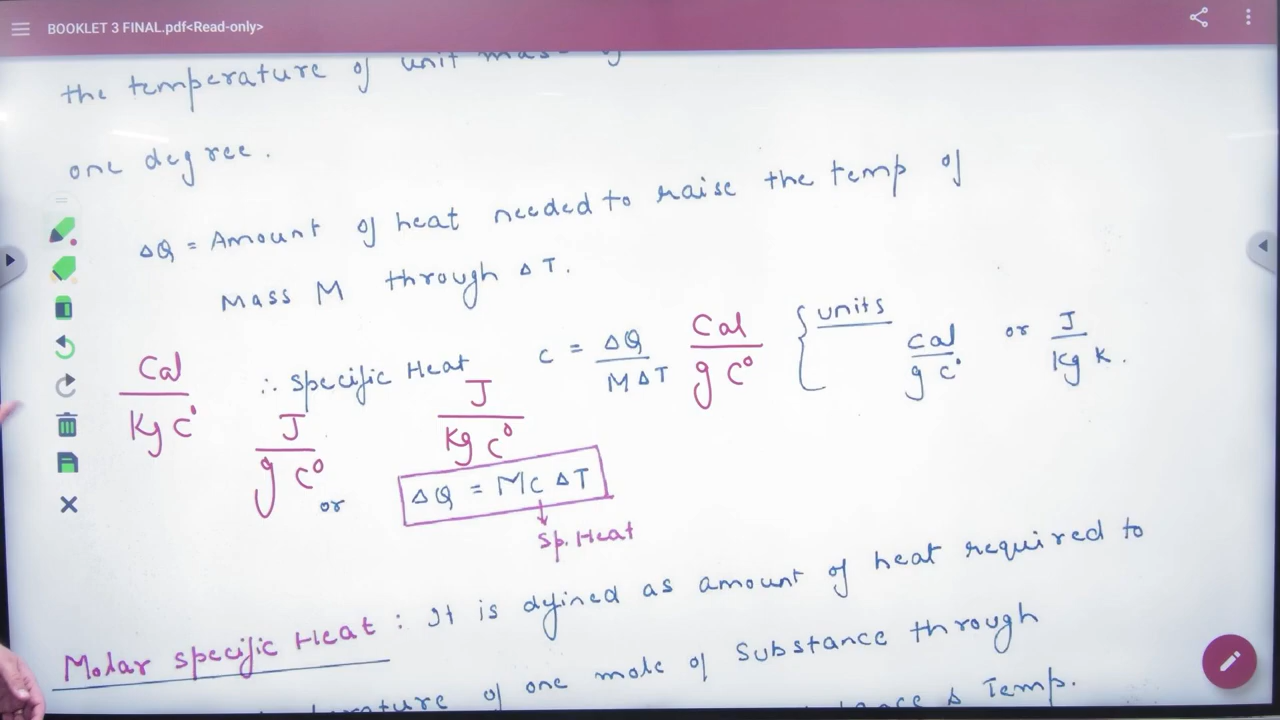 BOOKLET 3 FINAL.pdf<Read-only>
the temperature of unit
one degree.
ΔQ = Amount of heat needed to raise the temp of
mass M through ΔT.
∴ specific Heat c = ΔQ / MΔT Cal / g C° { units cal / g c° or J / Kg K.
Cal / Kg C° J / g C° J / Kg C°
or ΔQ = Mc ΔT
Sp. Heat
Molar specific Heat : It is defined as amount of heat required to
of one mole of Substance through
& Temp.